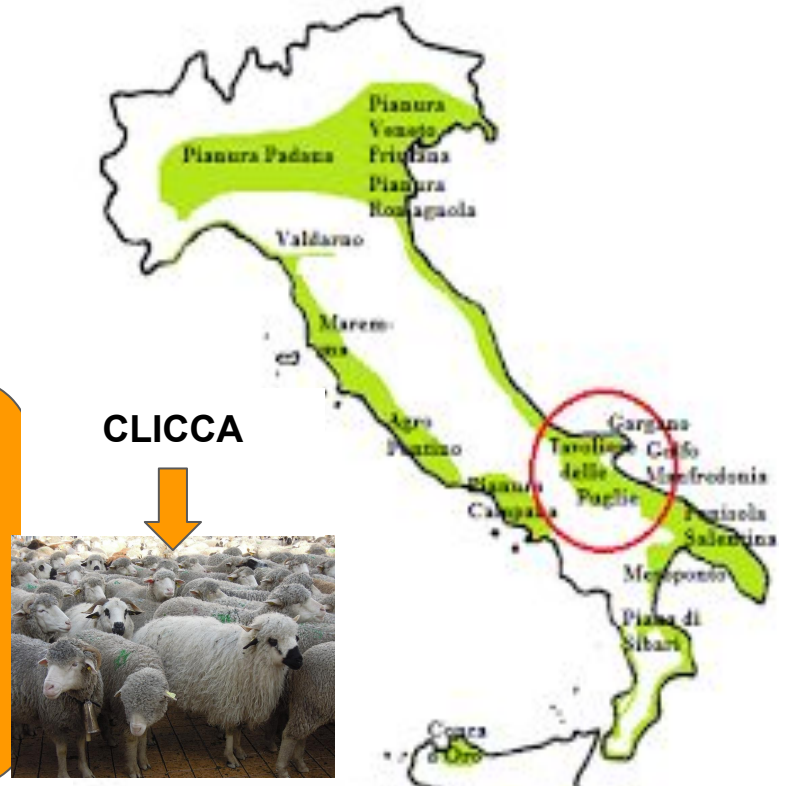 Pianura
Veneto
Friulana
Pianura Padana
Pianura
Romagnola
Valdarno
Marem-
ma
CLICCA
Agro
Pontino
Gargano
Tavoliere
delle
Puglie
Golfo
Manfredonia
Pianura
Campana
Penisola
Salentina
Metaponto
Piana di
Sibari
Conca
d'Oro